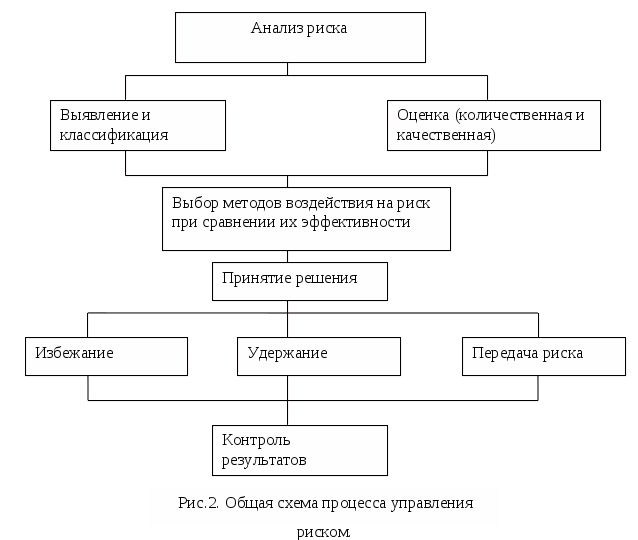 Анализ риска
Выявление и
классификация
Оценка (количественная и
качественная)
Выбор методов воздействия на риск
при сравнении их эффективности
Принятие решения
Избежание
Удержание
Передача риска
Контроль
результатов
Рис.2. Общая схема процесса управления
риском.